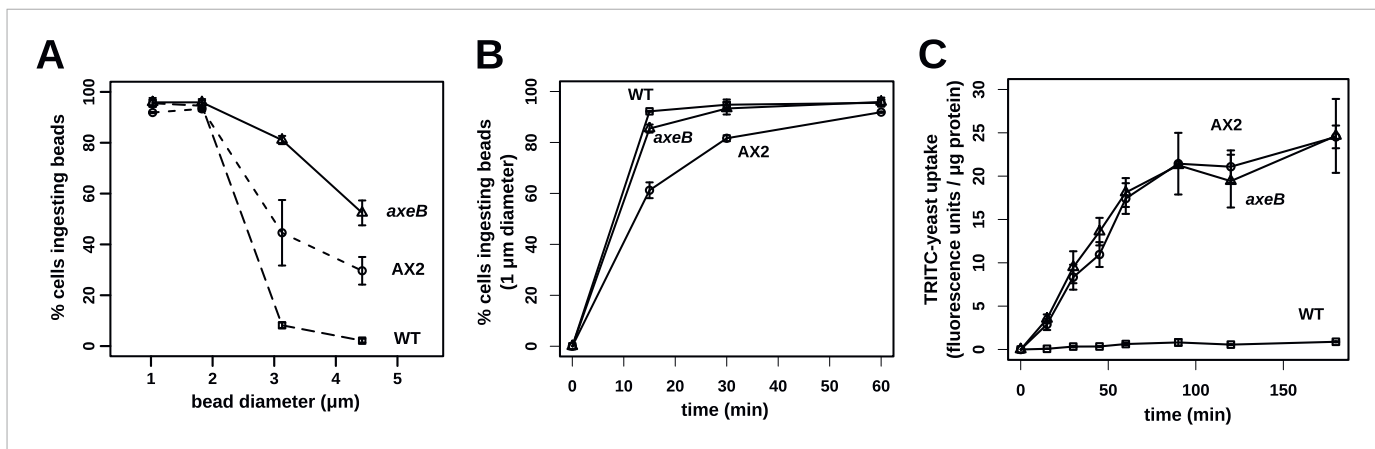 A
% cells ingesting beads
100
80
60
40
20
0
axeB
AX2
WT
1 2 3 4 5
bead diameter (μm)
B
% cells ingesting beads
(1 μm diameter)
100
80
60
40
20
0
WT
axeB
AX2
0 10 20 30 40 50 60
time (min)
C
TRITC-yeast uptake
(fluorescence units / μg protein)
30
25
20
15
10
5
0
AX2
axeB
WT
0 50 100 150
time (min)